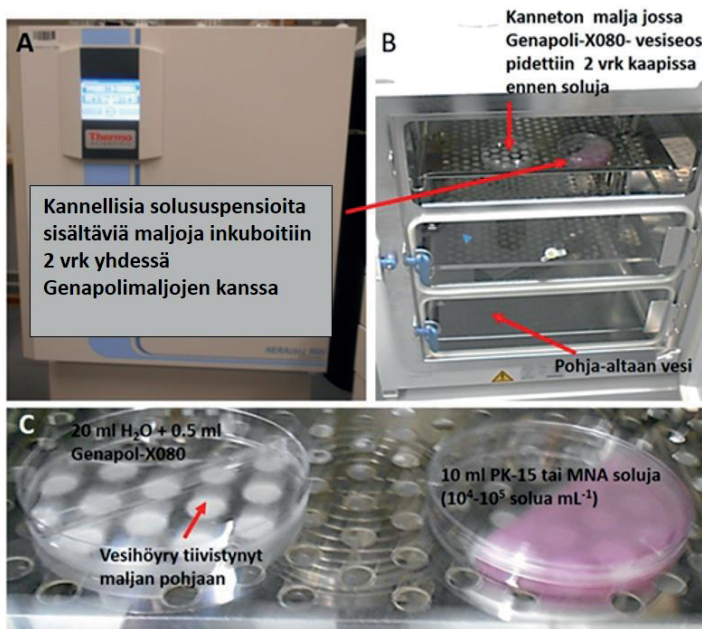 A
Thermo
SCIENTIFIC
Kannellisia solususpensioita
sisältäviä maljoja inkuboitiin
2 vrk yhdessä
Genapolimaljojen kanssa
B
Kanneton malja jossa
Genapoli-X080- vesiseos
pidettiin 2 vrk kaapissa
ennen soluja
Pohja-altaan vesi
C
20 ml H₂O + 0.5 ml
Genapol-X080
Vesihöyry tiivistynyt
maljan pohjaan
10 ml PK-15 tai MNA soluja
(10⁴-10⁵ solua mL⁻¹)